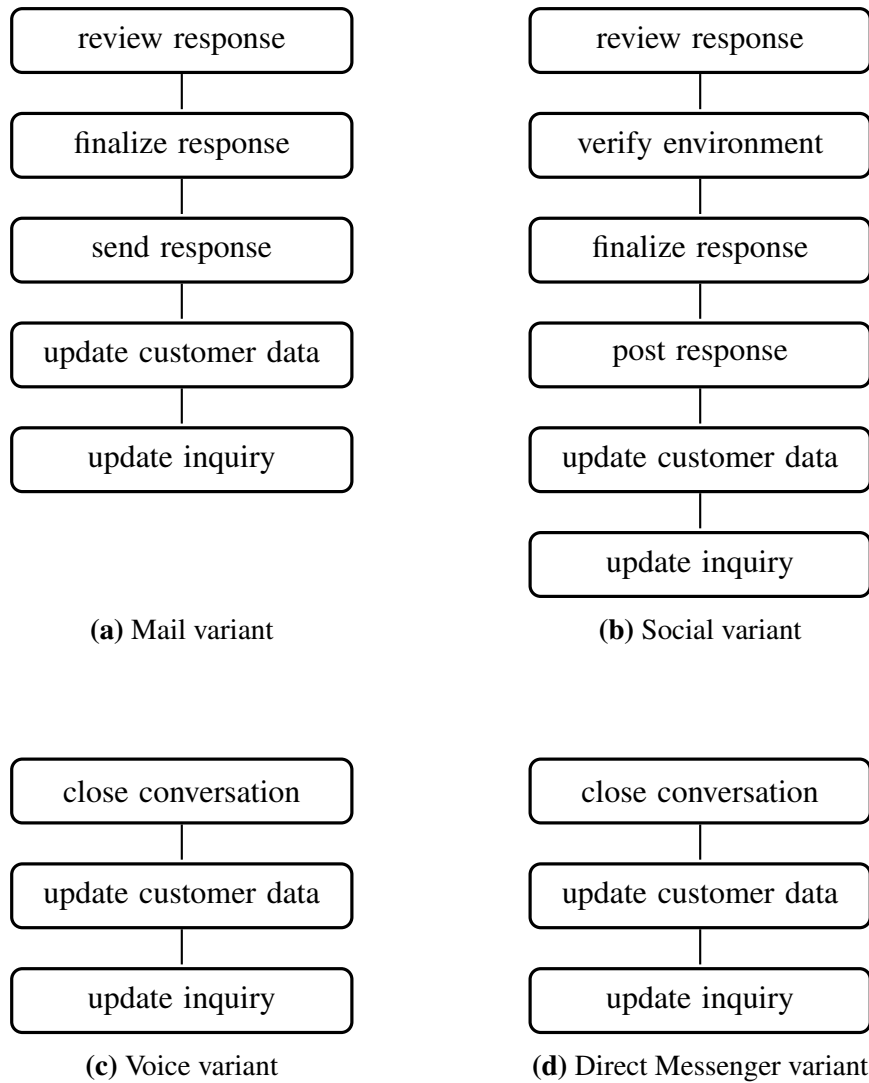 review response
finalize response
send response
update customer data
update inquiry
(a) Mail variant
review response
verify environment
finalize response
post response
update customer data
update inquiry
(b) Social variant
close conversation
update customer data
update inquiry
(c) Voice variant
close conversation
update customer data
update inquiry
(d) Direct Messenger variant